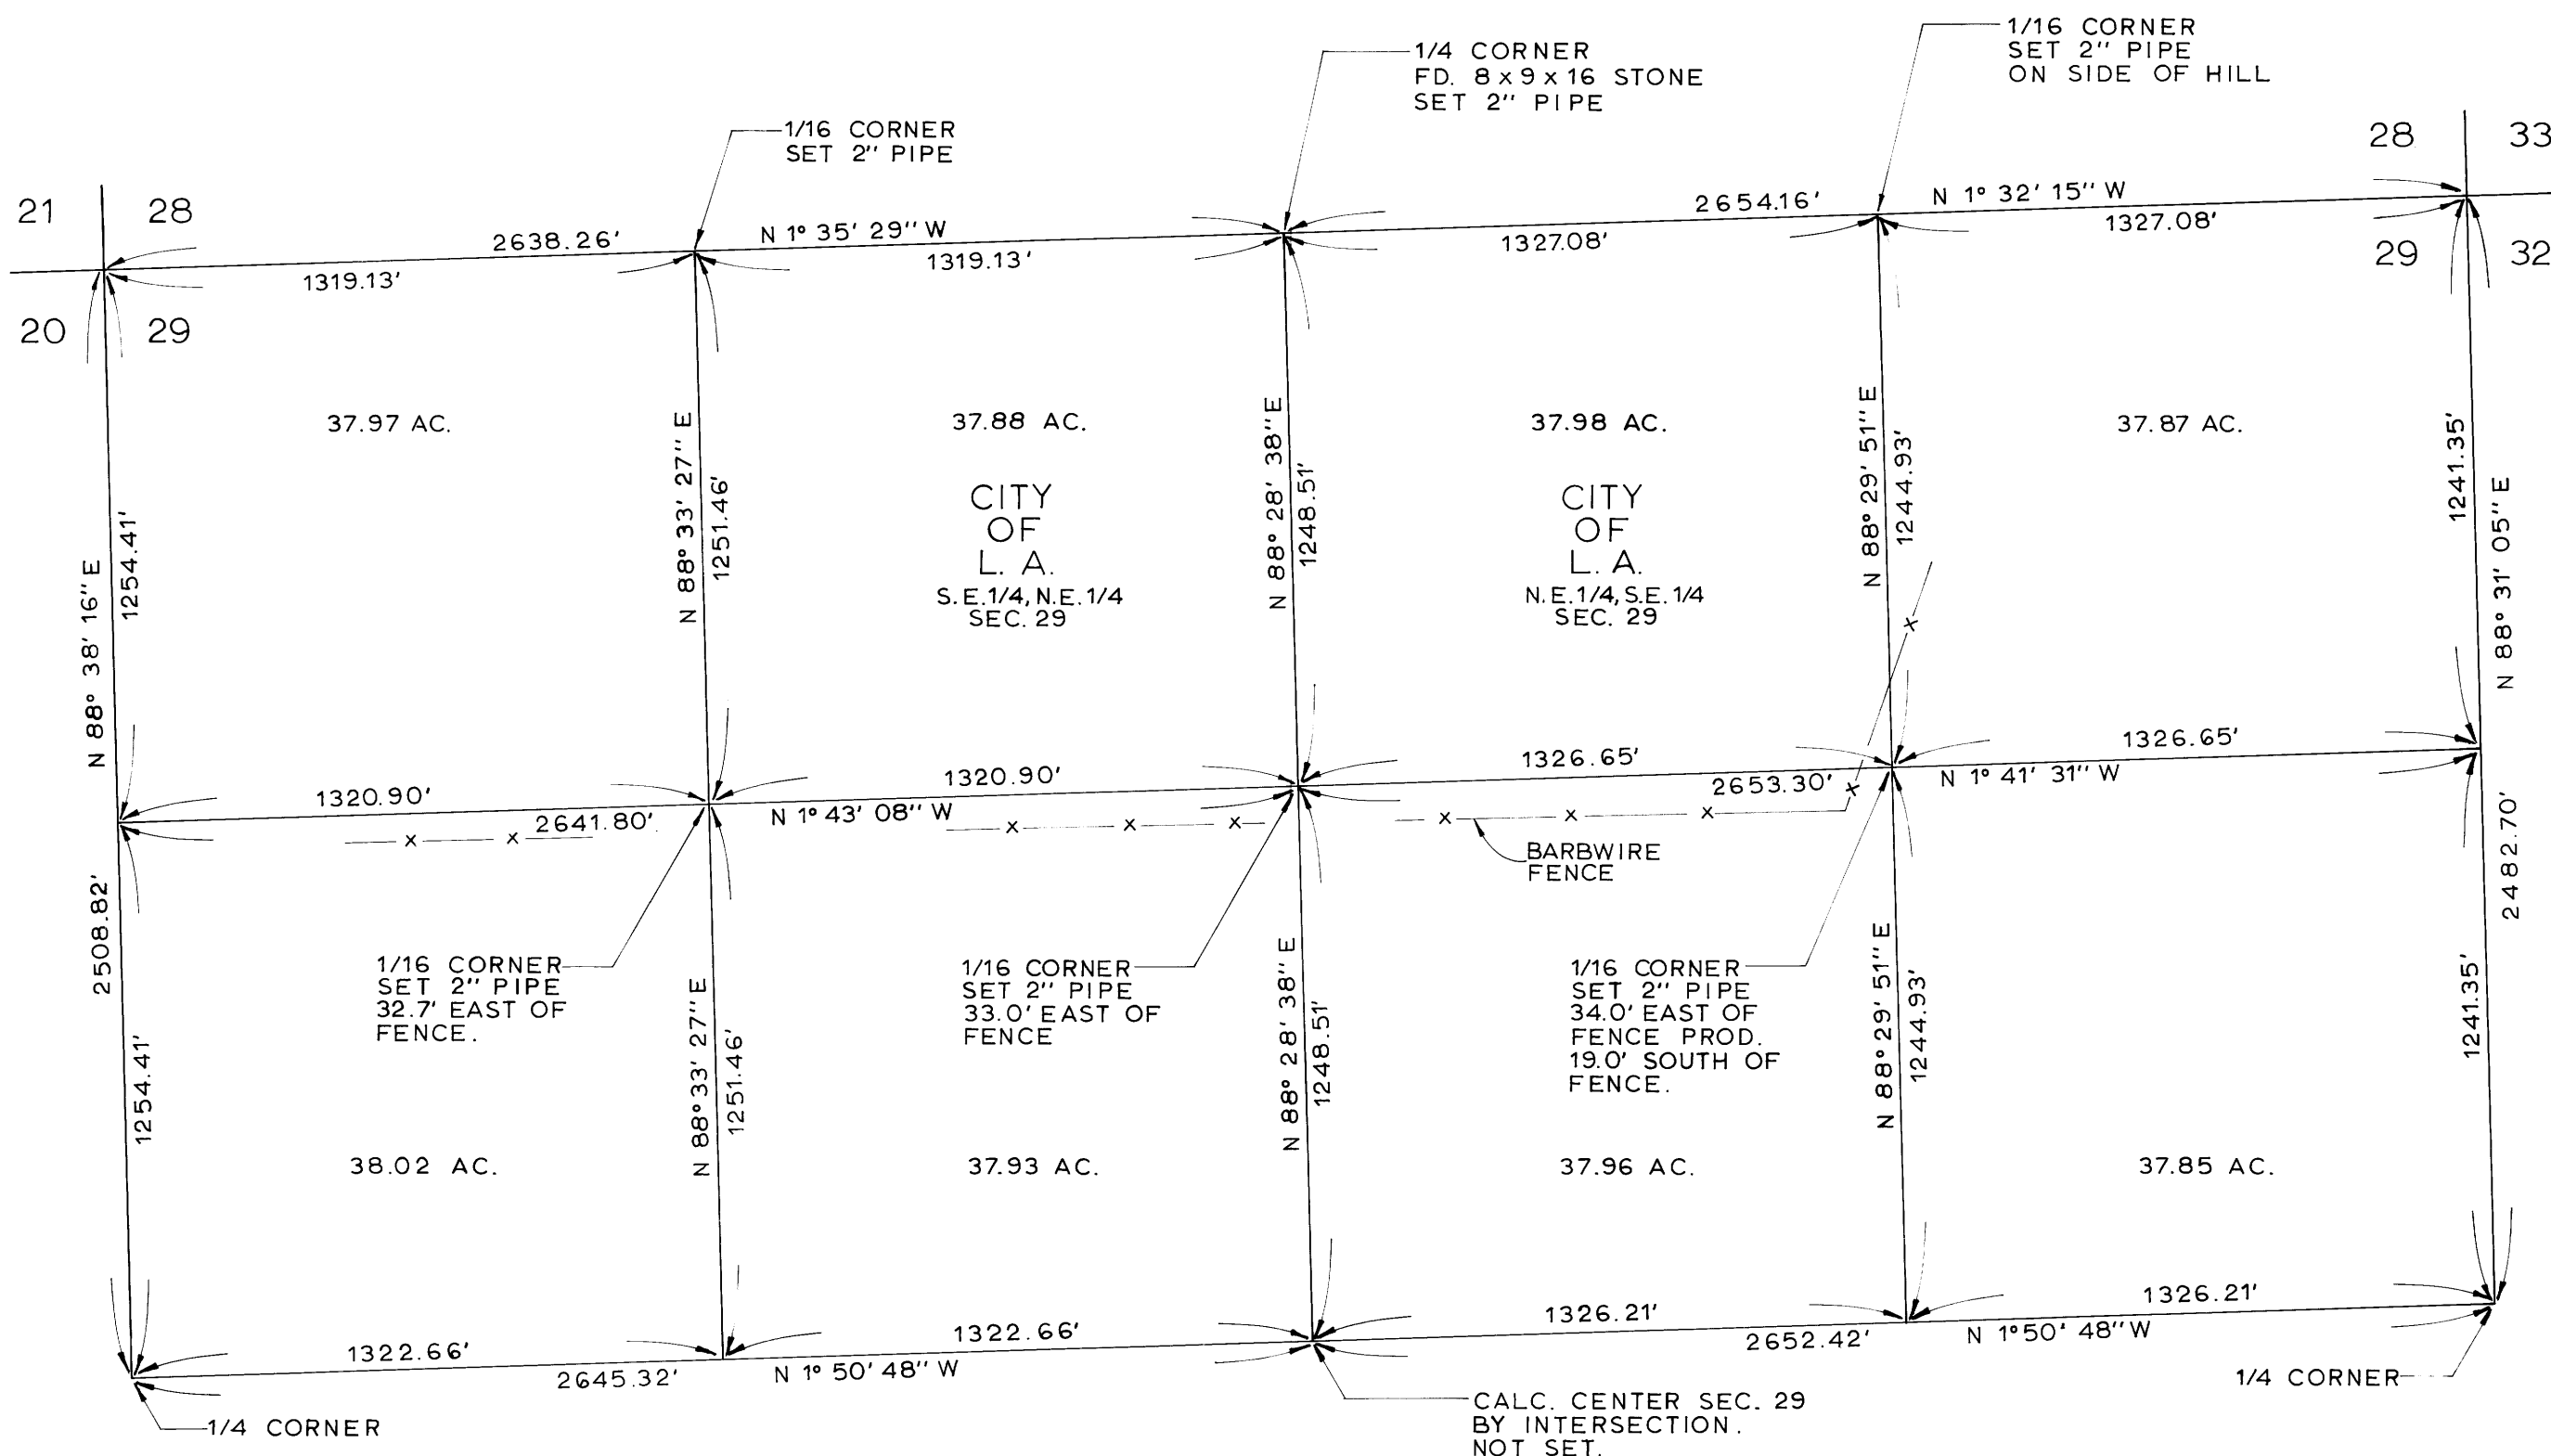 1/16 CORNER
SET 2" PIPE
ON SIDE OF HILL
1/4 CORNER
FD. 8 x 9 x 16 STONE
SET 2" PIPE
1/16 CORNER
SET 2" PIPE
21 28
20 29
28 33
29 32
2638.26'
N 1° 35' 29" W
2654.16'
N 1° 32' 15" W
1319.13'
1319.13'
1327.08'
1327.08'
37.97 AC.
37.88 AC.
37.98 AC.
37.87 AC.
N 88° 38' 16" E
1254.41'
N 88° 33' 27" E
1251.46'
CITY
OF
L. A.
S.E.1/4, N.E.1/4
SEC. 29
N 88° 28' 38" E
1248.51'
CITY
OF
L. A.
N.E.1/4, S.E.1/4
SEC. 29
N 88° 29' 51" E
1244.93'
1241.35'
N 88° 31' 05" E
x
1320.90'
2641.80'
1320.90'
N 1° 43' 08" W
1326.65'
2653.30'
1326.65'
N 1° 41' 31" W
x x x x x x x x x
BARBWIRE
FENCE
2508.82'
2482.70'
1/16 CORNER
SET 2" PIPE
32.7' EAST OF
FENCE.
1/16 CORNER
SET 2" PIPE
33.0' EAST OF
FENCE
1/16 CORNER
SET 2" PIPE
34.0' EAST OF
FENCE PROD.
19.0' SOUTH OF
FENCE.
1254.41'
N 88° 33' 27" E
1251.46'
N 88° 28' 38" E
1248.51'
N 88° 29' 51" E
1244.93'
1241.35'
38.02 AC.
37.93 AC.
37.96 AC.
37.85 AC.
1322.66'
2645.32'
1322.66'
N 1° 50' 48" W
1326.21'
2652.42'
1326.21'
N 1° 50' 48" W
1/4 CORNER
CALC. CENTER SEC. 29
BY INTERSECTION.
NOT SET.
1/4 CORNER